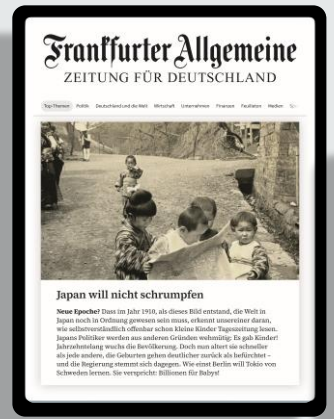 Frankfurter Allgemeine
ZEITUNG FÜR DEUTSCHLAND
Top-Themen Politik Deutschland und die Welt Wirtschaft Unternehmen Finanzen Feuilleton Medien
Japan will nicht schrumpfen
Neue Epoche? Dass im Jahr 1910, als dieses Bild entstand, die Welt in
Japan noch in Ordnung gewesen sein muss, erkennt unsereiner daran,
wie selbstverständlich offenbar schon kleine Kinder Tageszeitung lesen.
Japans Politiker werden aus anderen Gründen wehmütig: Es gab Kinder!
Jahrzehntelang wuchs die Bevölkerung. Doch nun altert sie schneller
als jede andere, die Geburten gehen deutlicher zurück als befürchtet –
und die Regierung stemmt sich dagegen. Wie einst Berlin will Tokio von
Schweden lernen. Sie verspricht: Billionen für Babys!